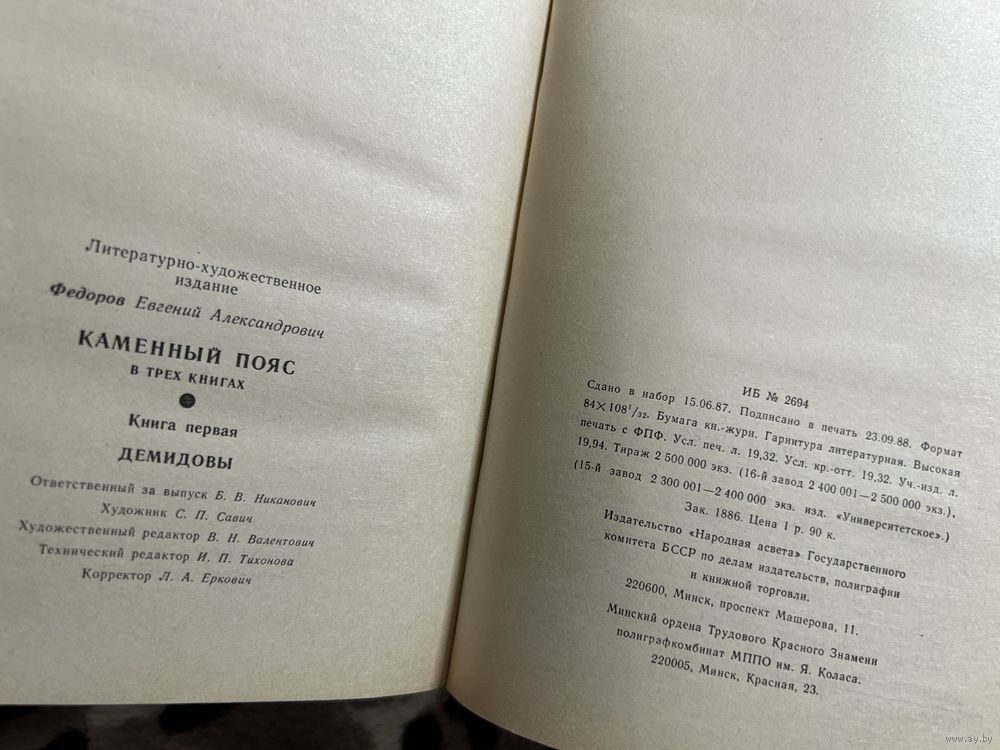 Литературно-художественное
издание
Федоров Евгений Александрович
КАМЕННЫЙ ПОЯС
В ТРЕХ КНИГАХ
Книга первая
ДЕМИДОВЫ
Ответственный за выпуск Б. В. Никанович
Художник С. П. Савич
Художественный редактор В. Н. Валентович
Технический редактор И. П. Тихонова
Корректор Л. А. Еркович
ИБ № 2694
Сдано в набор 15.06.87. Подписано в печать 23.09.88. Формат
84×108¹/₃₂. Бумага кн.-журн. Гарнитура литературная. Высокая
печать с ФПФ. Усл. печ. л. 19,32. Усл. кр.-отт. 19,32. Уч.-изд. л.
19,94. Тираж 2 500 000 экз. (16-й завод 2 400 001—2 500 000 экз.),
(15-й завод 2 300 001—2 400 000 экз. изд. «Университетское».)
Зак. 1886. Цена 1 р. 90 к.
Издательство «Народная асвета» Государственного
комитета БССР по делам издательств, полиграфии
и книжной торговли.
220600, Минск, проспект Машерова, 11.
Минский ордена Трудового Красного Знамени
полиграфкомбинат МППО им. Я. Коласа.
220005, Минск, Красная, 23.
www.ay.by